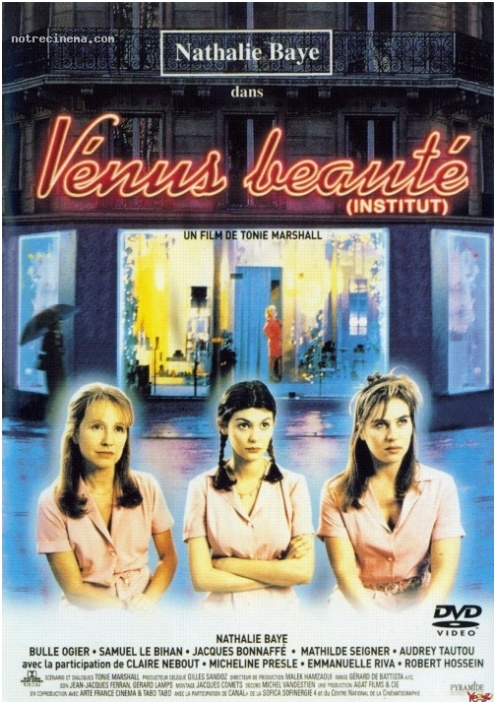 notrecinema.com
Nathalie Baye
dans
Vénus beauté
(INSTITUT)
UN FILM DE TONIE MARSHALL
DVD
VIDEO
NATHALIE BAYE
BULLE OGIER • SAMUEL LE BIHAN • JACQUES BONNAFFÉ • MATHILDE SEIGNER • AUDREY TAUTOU
avec la participation de CLAIRE NEBOUT • MICHELINE PRESLE • EMMANUELLE RIVA • ROBERT HOSSEIN
SCÉNARIO ET DIALOGUES TONIE MARSHALL PRODUCTEUR DÉLÉGUÉ GILLES SANDOZ DIRECTEUR DE PRODUCTION MALEK HAMZAOUI IMAGE GÉRARD DE BATTISTA A.F.C.
SON JEAN-JACQUES FERRAN, GÉRARD LAMPS MONTAGE JACQUES COMETS DÉCORS MICHEL VANDESTIEN UNE PRODUCTION AGAT FILMS & CIE
EN COPRODUCTION AVEC ARTE FRANCE CINEMA & TABO TABO AVEC LA PARTICIPATION DE CANAL+ DE LA SOFICA SOFINERGIE 4 ET DU CENTRE NATIONAL DE LA CINÉMATOGRAPHIE
PYRAMIDE